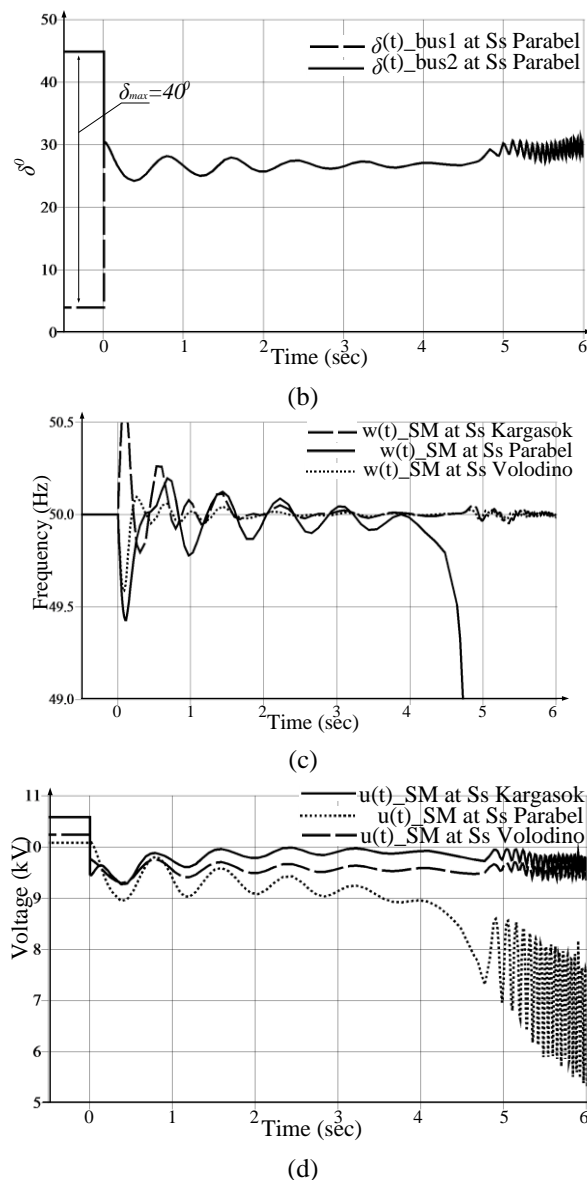 50
40
30
20
10
0
δ⁰
δmax=40⁰
δ(t)_bus1 at Ss Parabel
δ(t)_bus2 at Ss Parabel
0 1 2 3 4 5 6
Time (sec)
(b)
50.5
50.0
49.5
49.0
Frequency (Hz)
w(t)_SM at Ss Kargasok
w(t)_SM at Ss Parabel
w(t)_SM at Ss Volodino
0 1 2 3 4 5 6
Time (sec)
(c)
11
10
9
8
7
6
5
Voltage (kV)
u(t)_SM at Ss Kargasok
u(t)_SM at Ss Parabel
u(t)_SM at Ss Volodino
0 1 2 3 4 5 6
Time (sec)
(d)